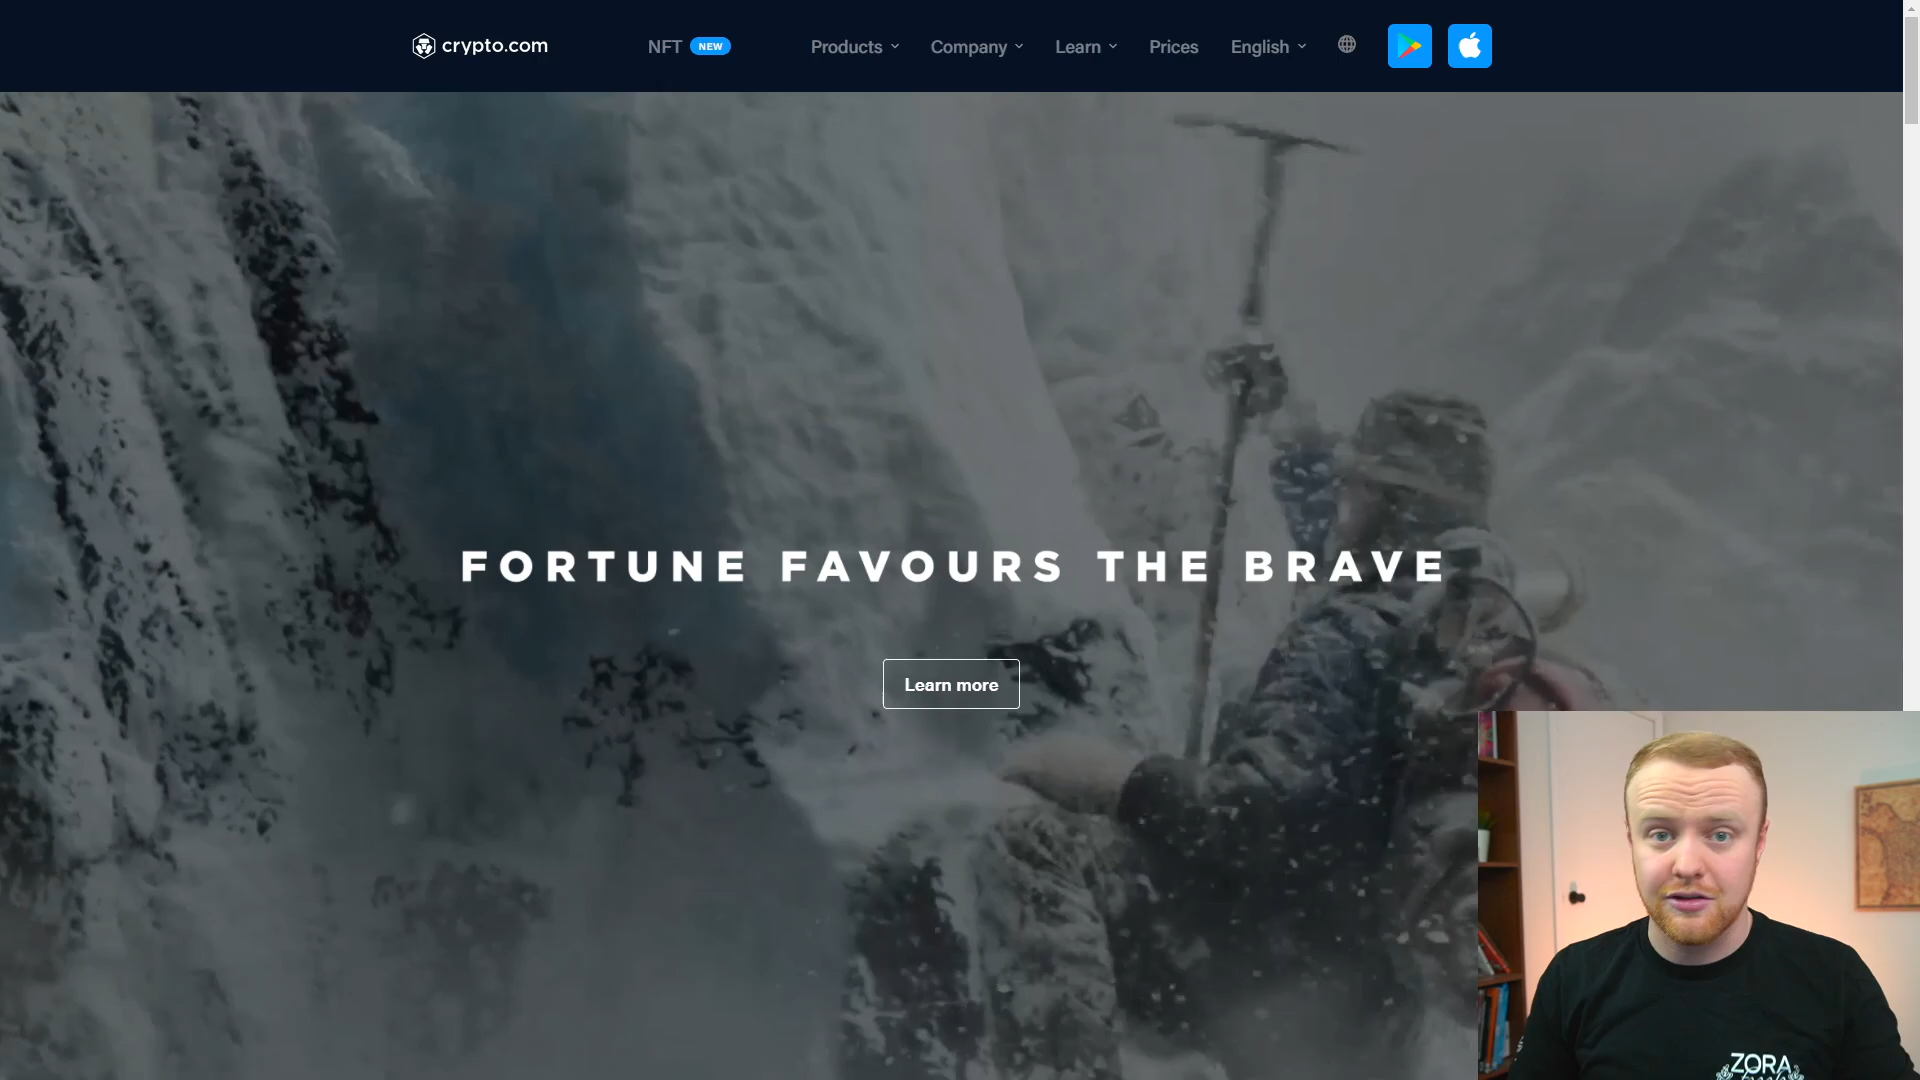 crypto.com
NFT NEW
Products
Company
Learn
Prices
English
FORTUNE FAVOURS THE BRAVE
Learn more
ZORA